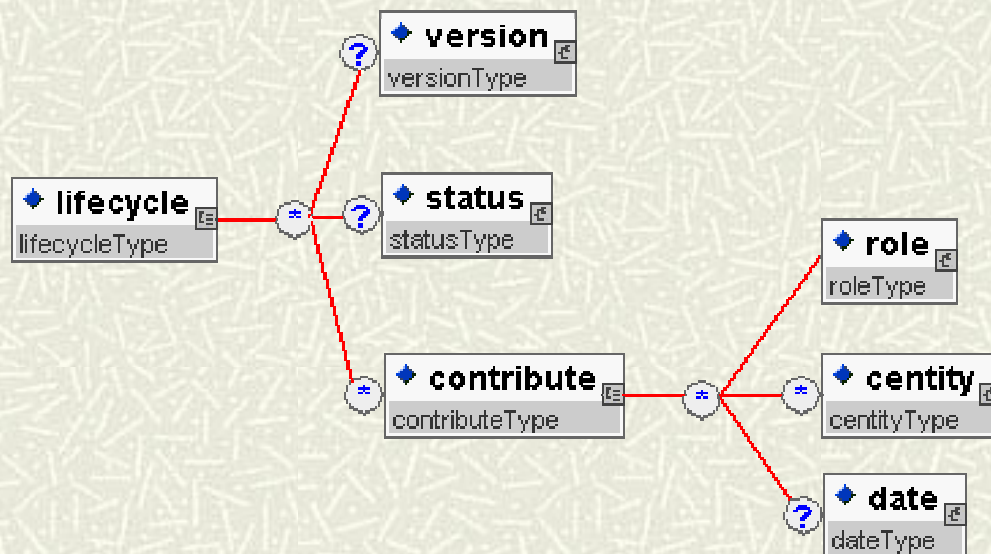 version
versionType
?
lifecycle
lifecycleType
*
?
status
statusType
role
roleType
*
contribute
contributeType
*
*
centity
centityType
?
date
dateType